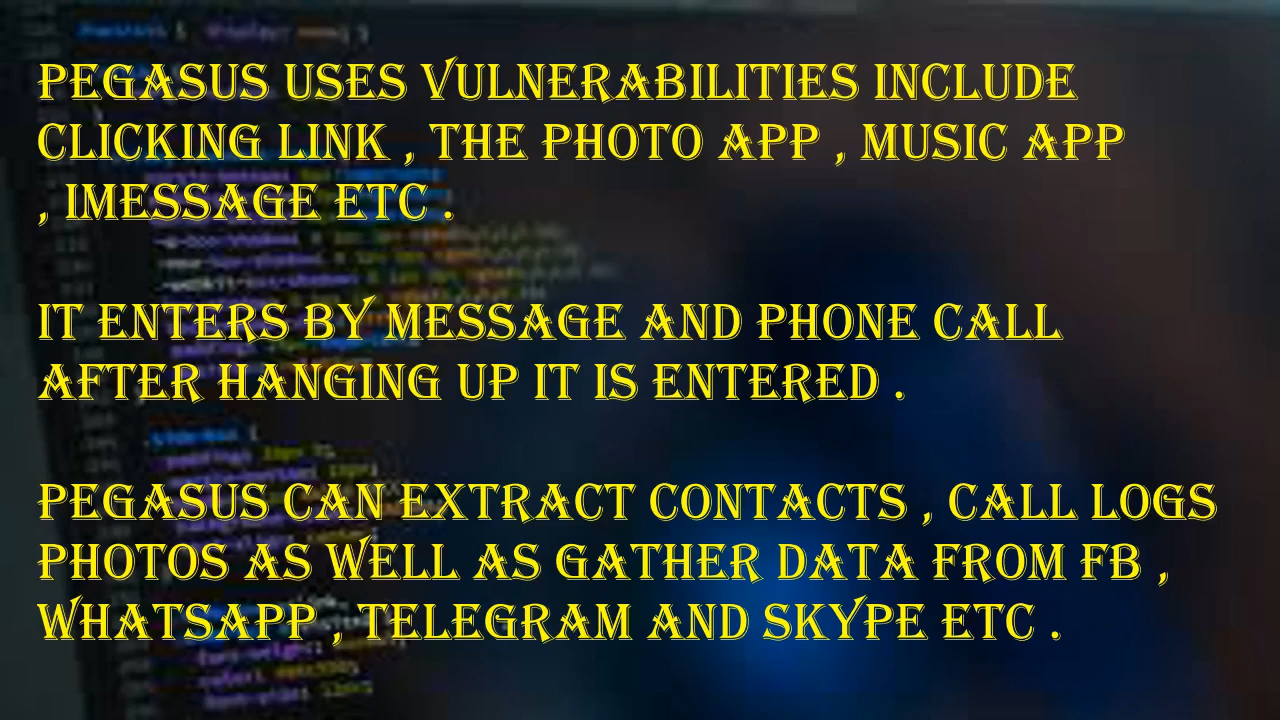 PEGASUS USES VULNERABILITIES INCLUDE
CLICKING LINK , THE PHOTO APP , MUSIC APP
, IMESSAGE ETC .
IT ENTERS BY MESSAGE AND PHONE CALL
AFTER HANGING UP IT IS ENTERED .
PEGASUS CAN EXTRACT CONTACTS , CALL LOGS
PHOTOS AS WELL AS GATHER DATA FROM FB ,
WHATSAPP , TELEGRAM AND SKYPE ETC .